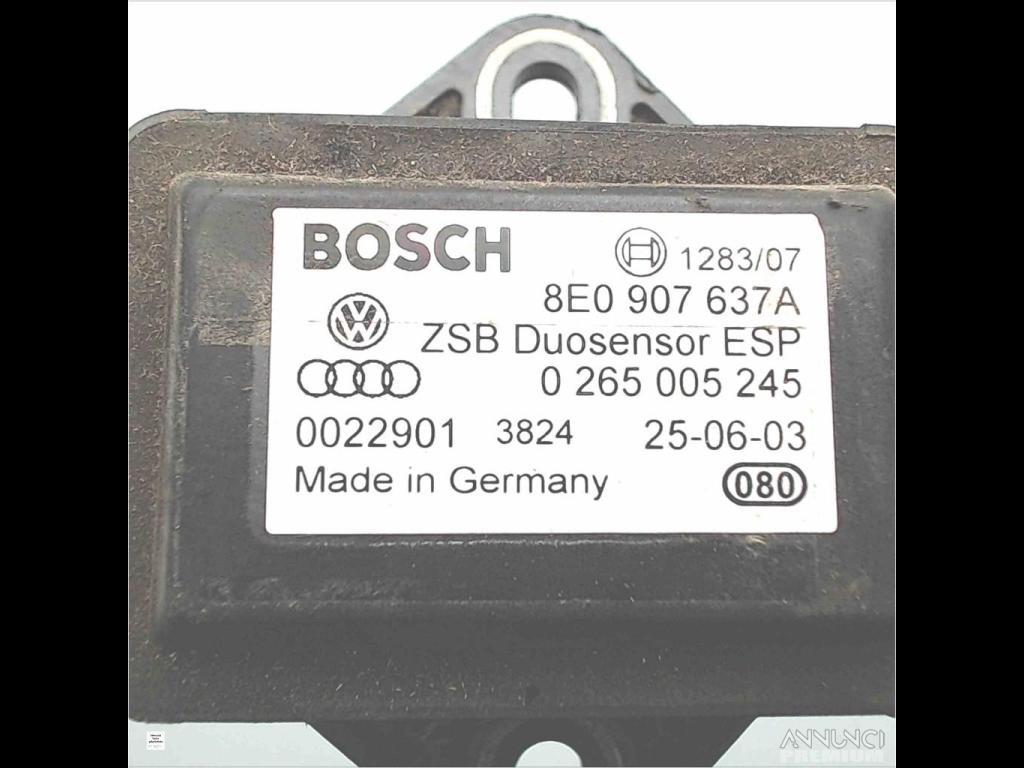 BOSCH
1283/07
8E0 907 637A
ZSB Duosensor ESP
0 265 005 245
0022901 3824 25-06-03
Made in Germany
080
ANNUNCI
PREMIUM